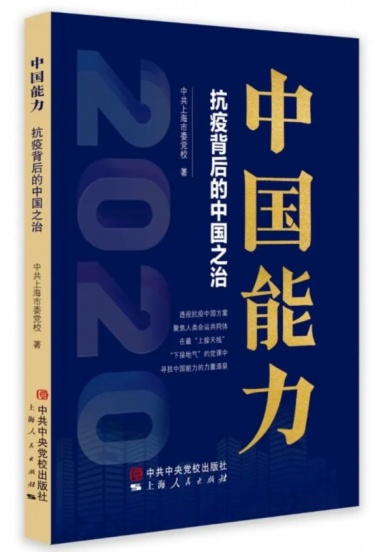 中国能力
抗疫背后的中国之治
中共上海市委党校 著
中共中央党校出版社
上海人民出版社
2020
中国能力
抗疫背后的中国之治
中共上海市委党校 著
透视抗疫中国方案
聚焦人类命运共同体
在最“上接天线”
“下接地气”的党课中
寻找中国能力的力量源泉
中共中央党校出版社
上海人民出版社